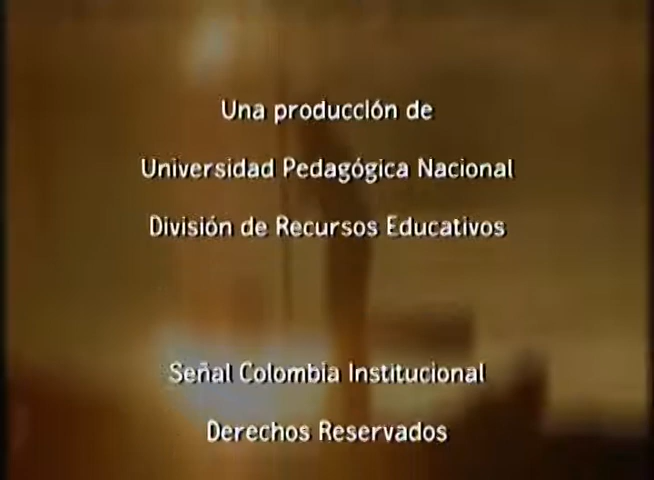 Una producción de
Universidad Pedagógica Nacional
División de Recursos Educativos
Señal Colombia Institucional
Derechos Reservados